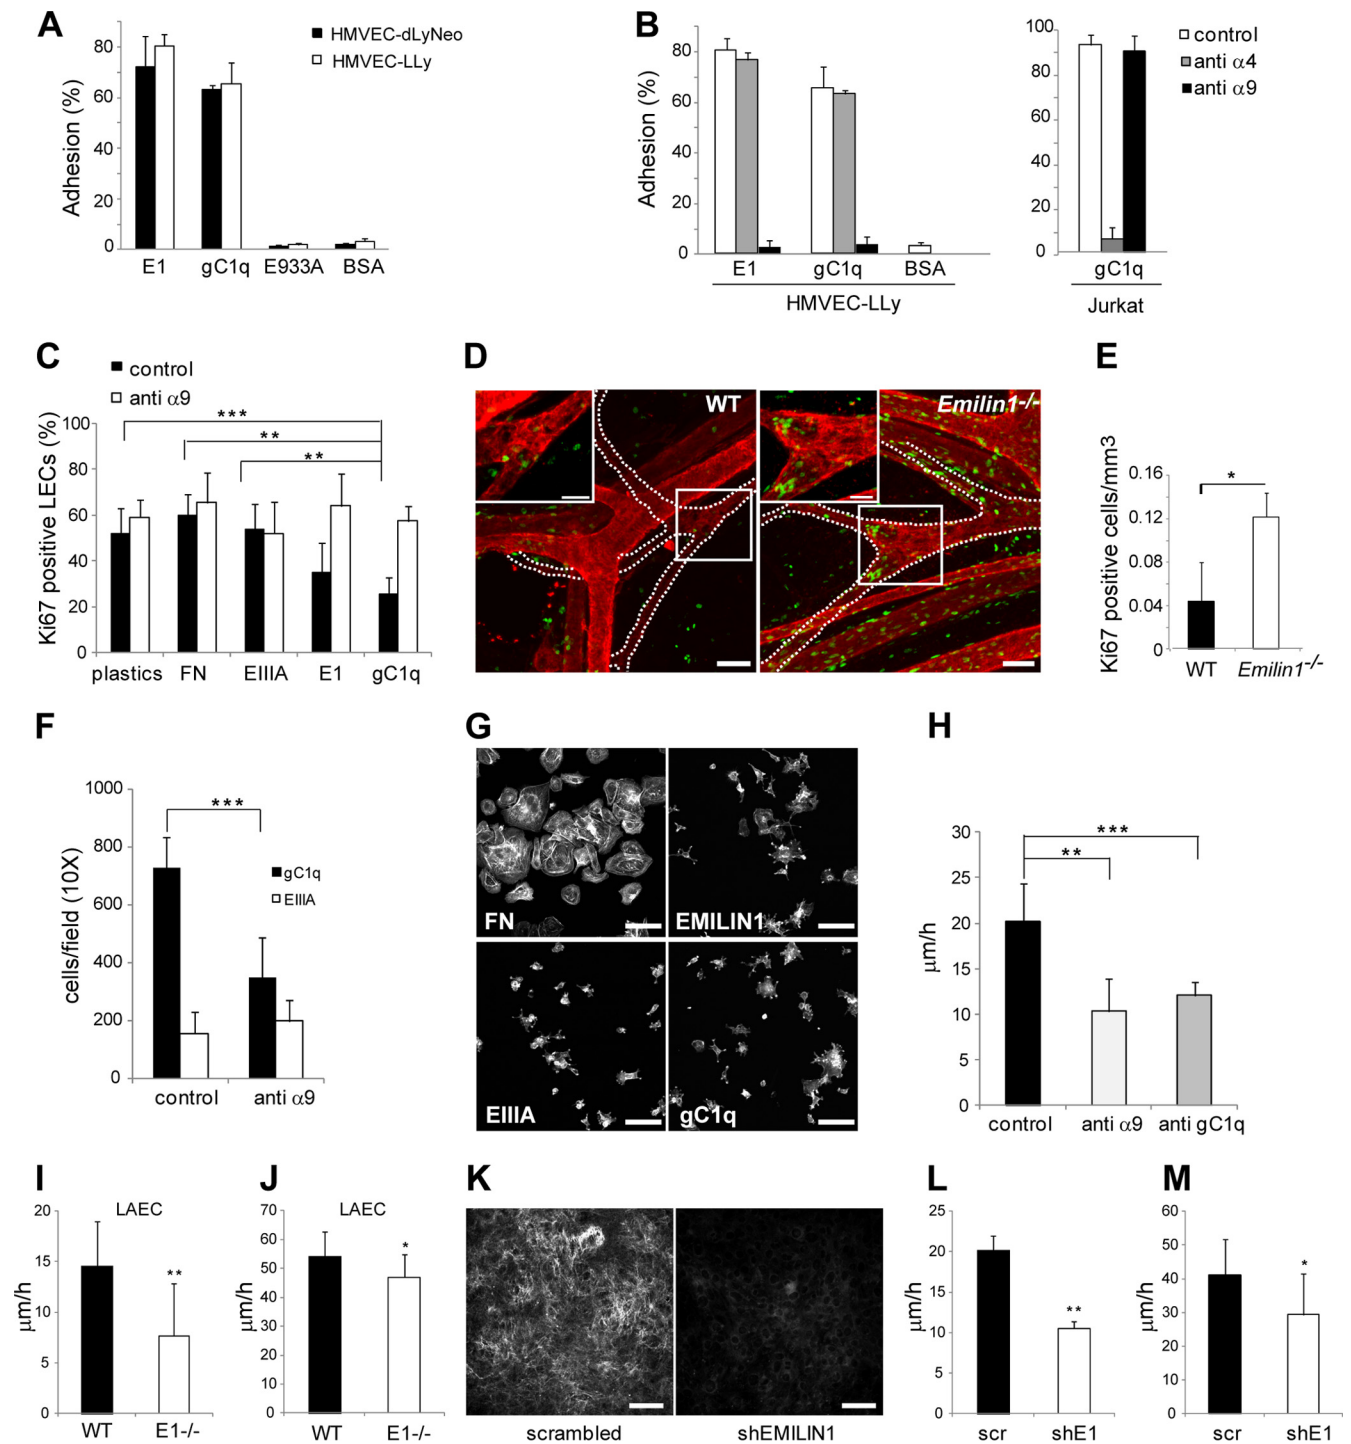 A
HMVEC-dLyNeo
HMVEC-LLy
Adhesion (%)
80
60
40
20
0
E1 gC1q E933A BSA
B
control
anti α4
anti α9
Adhesion (%)
80
60
40
20
0
E1 gC1q BSA
HMVEC-LLy
100
80
60
40
20
0
gC1q
Jurkat
C
control
anti α9
Ki67 positive LECs (%)
100
80
60
40
20
0
***
**
**
plastics FN EIIIA E1 gC1q
D
WT
Emilin1-/-
E
Ki67 positive cells/mm3
0.16
0.12
0.08
0.04
0
*
WT Emilin1-/-
F
cells/field (10X)
1000
800
600
400
200
0
***
gC1q
EIIIA
control anti α9
G
FN
EMILIN1
EIIIA
gC1q
H
µm/h
30
25
20
15
10
5
0
***
**
control anti α9 anti gC1q
I
LAEC
µm/h
20
15
10
5
0
**
WT E1-/-
J
LAEC
µm/h
70
60
50
40
30
20
10
0
*
WT E1-/-
K
scrambled shEMILIN1
L
µm/h
25
20
15
10
5
0
**
scr shE1
M
µm/h
60
50
40
30
20
10
0
*
scr shE1